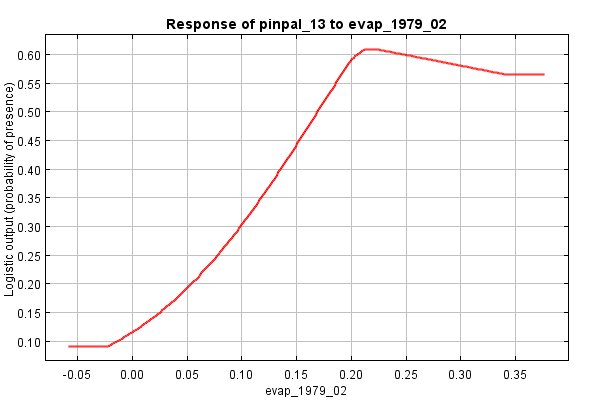 Response of pinpal_13 to evap_1979_02
Logistic output (probability of presence)
0.60
0.55
0.50
0.45
0.40
0.35
0.30
0.25
0.20
0.15
0.10
-0.05 0.00 0.05 0.10 0.15 0.20 0.25 0.30 0.35
evap_1979_02